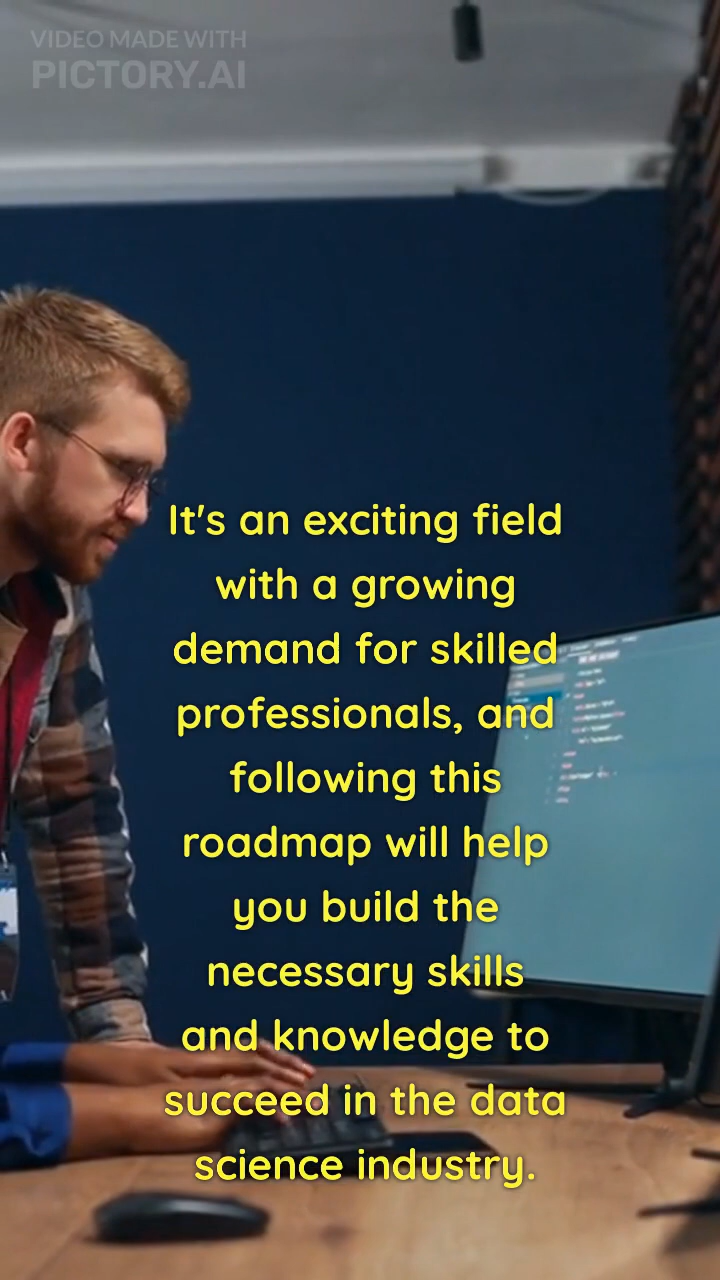 VIDEO MADE WITH
PICTORY.AI
It's an exciting field
with a growing
demand for skilled
professionals, and
following this
roadmap will help
you build the
necessary skills
and knowledge to
succeed in the data
science industry.